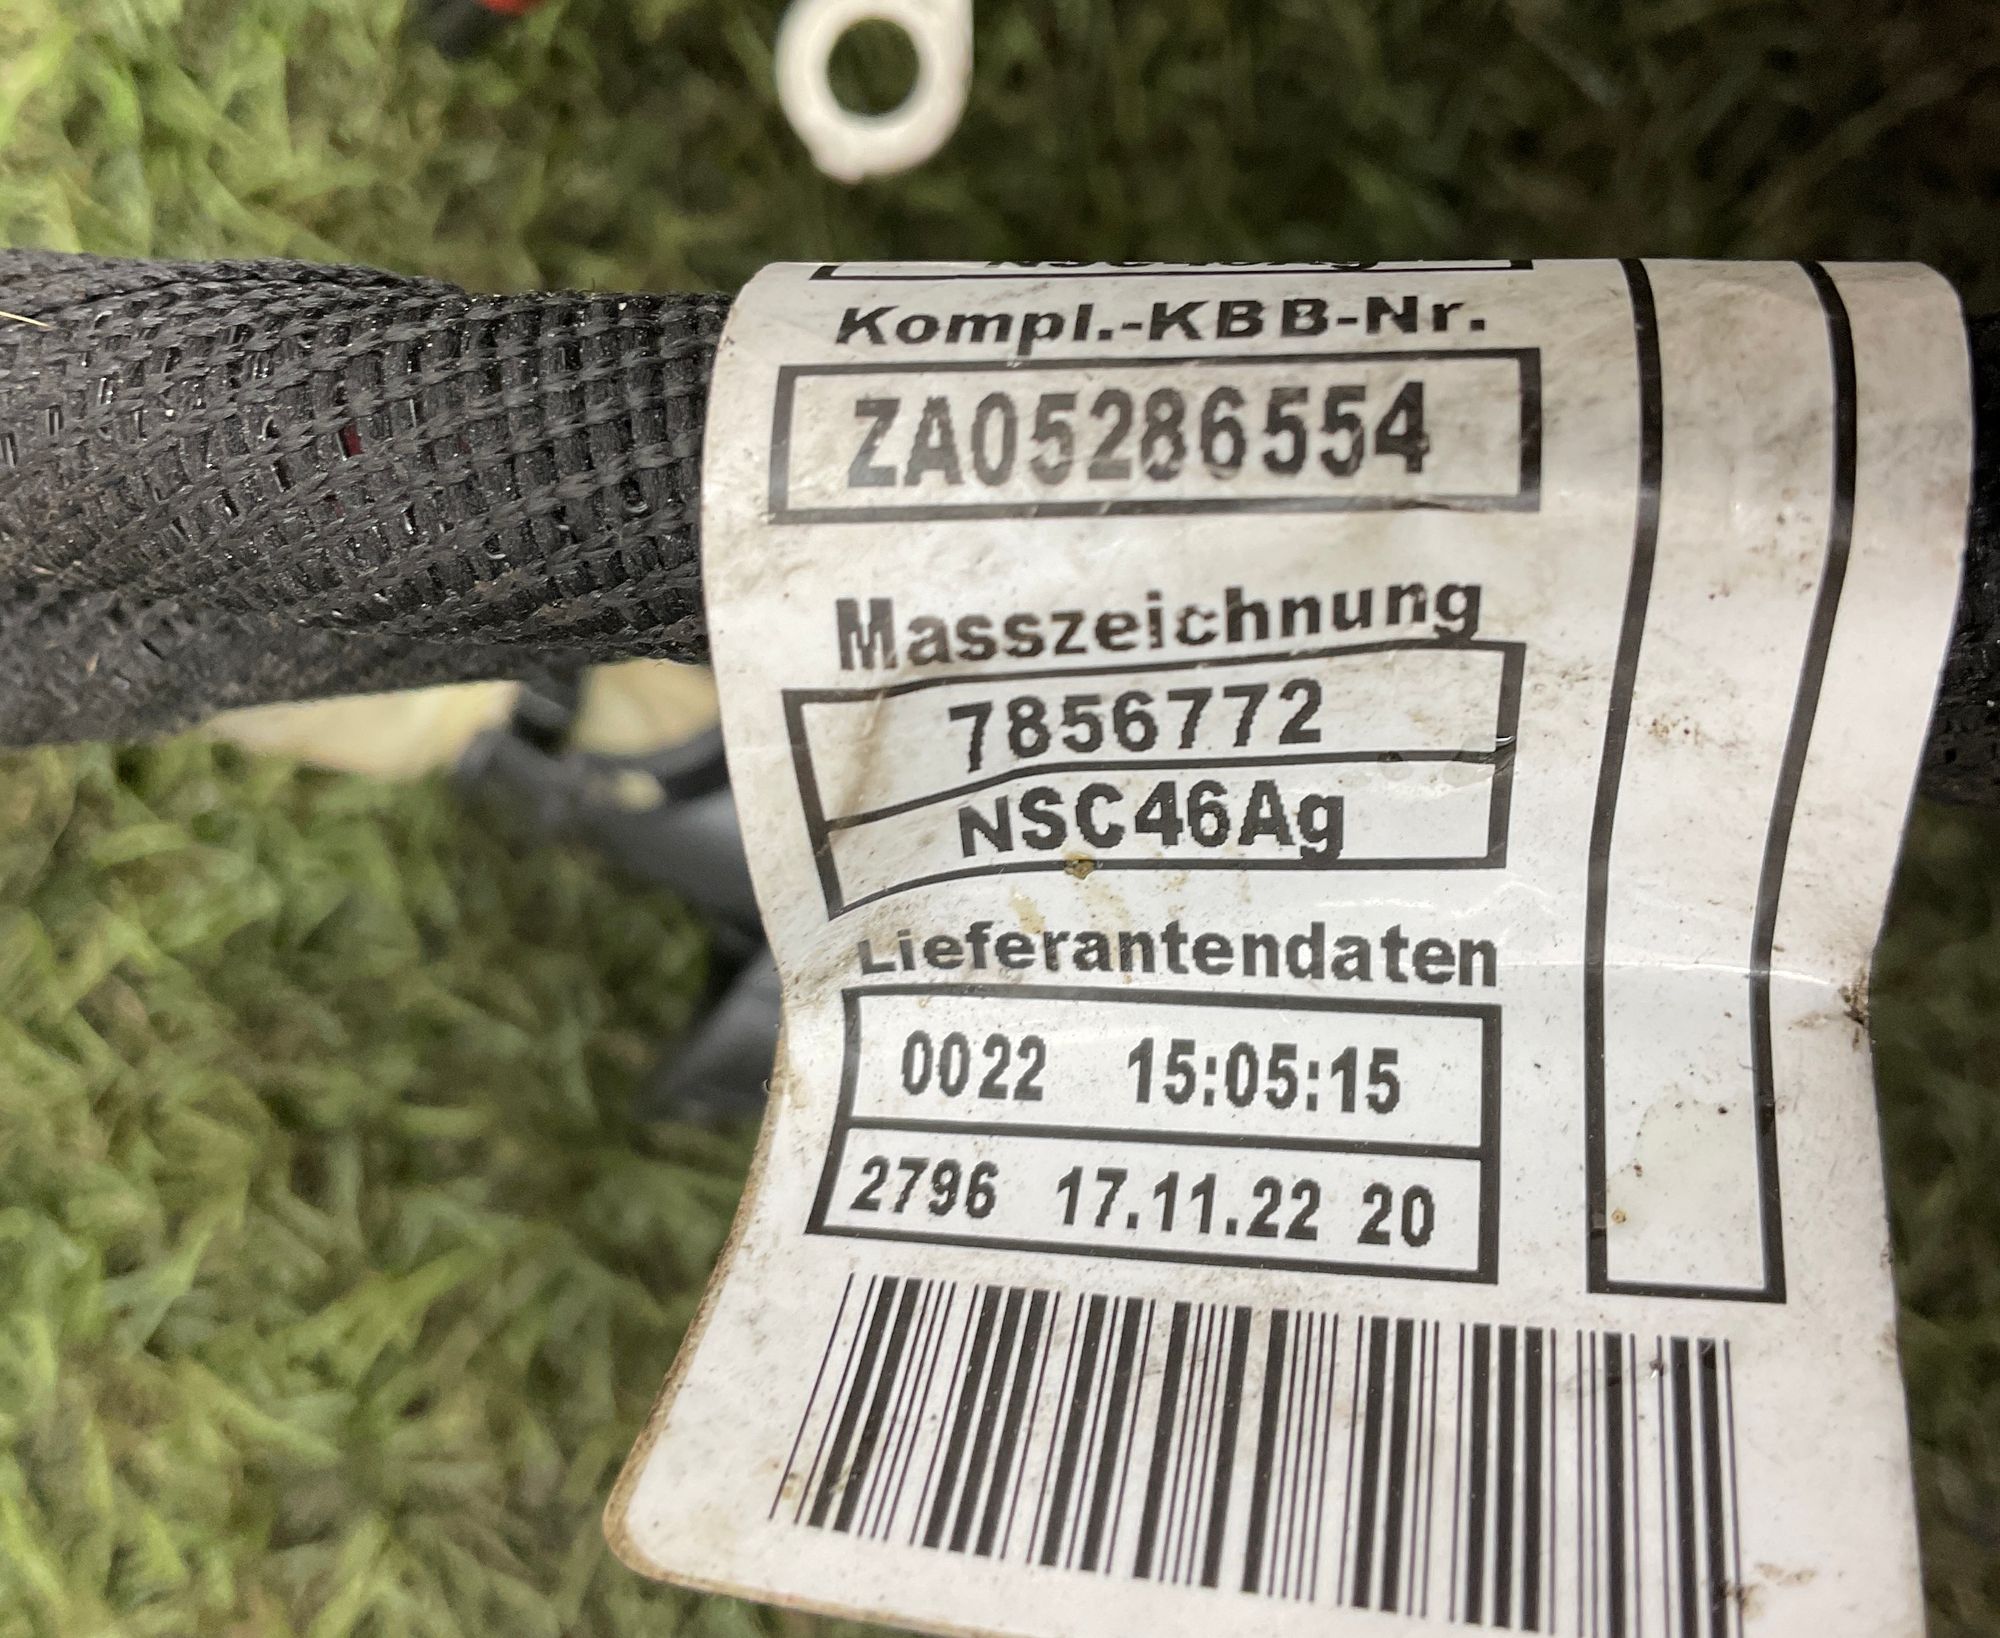 Kompl.-KBB-Nr.
ZA05286554
Masszeichnung
7856772
NSC46Ag
Lieferantendaten
0022 15:05:15
2796 17.11.22 20